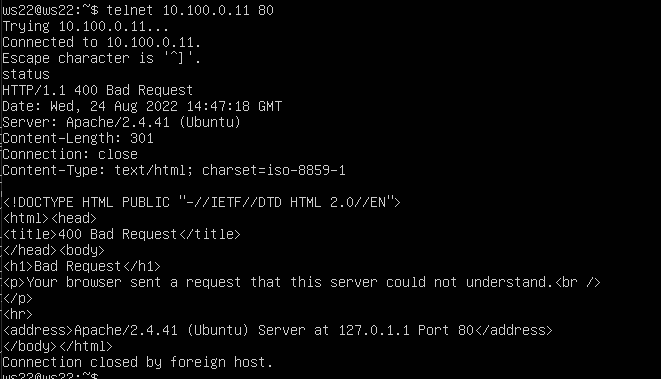 ws22@ws22:~$ telnet 10.100.0.11 80
Trying 10.100.0.11...
Connected to 10.100.0.11.
Escape character is '^]'.
status
HTTP/1.1 400 Bad Request
Date: Wed, 24 Aug 2022 14:47:18 GMT
Server: Apache/2.4.41 (Ubuntu)
Content-Length: 301
Connection: close
Content-Type: text/html; charset=iso-8859-1

<!DOCTYPE HTML PUBLIC "-//IETF//DTD HTML 2.0//EN">
<html><head>
<title>400 Bad Request</title>
</head><body>
<h1>Bad Request</h1>
<p>Your browser sent a request that this server could not understand.<br />
</p>
<hr>
<address>Apache/2.4.41 (Ubuntu) Server at 127.0.1.1 Port 80</address>
</body></html>
Connection closed by foreign host.
ws22@ws22:~$